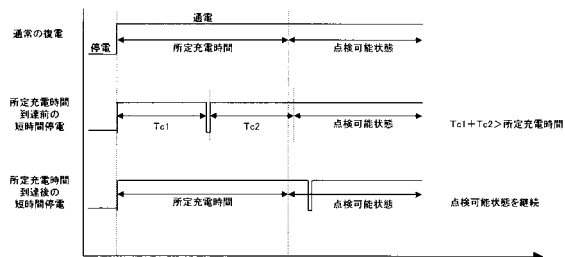 通電
通常の復電
停電
所定充電時間
点検可能状態
所定充電時間
到達前の
短時間停電
Tc1
Tc2
点検可能状態
Tc1+Tc2>所定充電時間
所定充電時間
到達後の
短時間停電
所定充電時間
点検可能状態
点検可能状態を継続